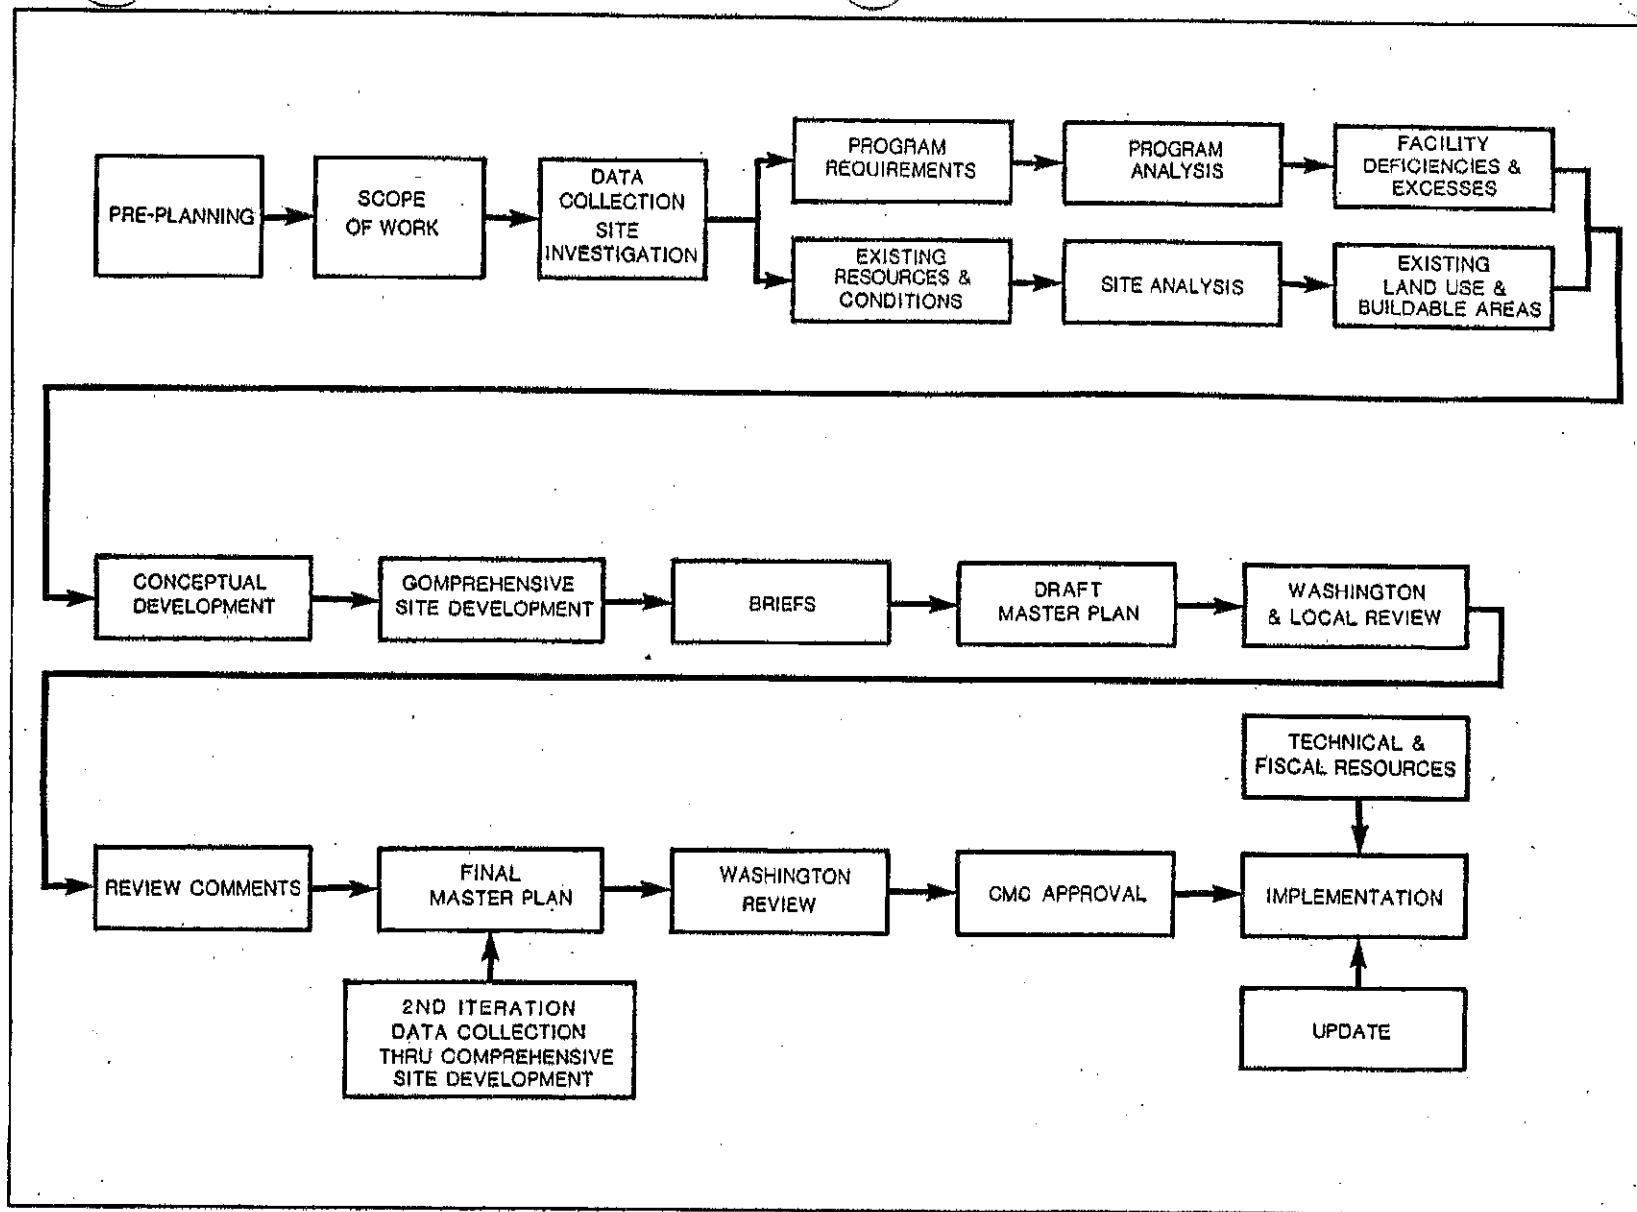 PRE-PLANNING
SCOPE
OF WORK
DATA
COLLECTION
SITE
INVESTIGATION
PROGRAM
REQUIREMENTS
PROGRAM
ANALYSIS
FACILITY
DEFICIENCIES &
EXCESSES
EXISTING
RESOURCES &
CONDITIONS
SITE ANALYSIS
EXISTING
LAND USE &
BUILDABLE AREAS
CONCEPTUAL
DEVELOPMENT
COMPREHENSIVE
SITE DEVELOPMENT
BRIEFS
DRAFT
MASTER PLAN
WASHINGTON
& LOCAL REVIEW
TECHNICAL &
FISCAL RESOURCES
REVIEW COMMENTS
FINAL
MASTER PLAN
WASHINGTON
REVIEW
CMC APPROVAL
IMPLEMENTATION
2ND ITERATION
DATA COLLECTION
THRU COMPREHENSIVE
SITE DEVELOPMENT
UPDATE